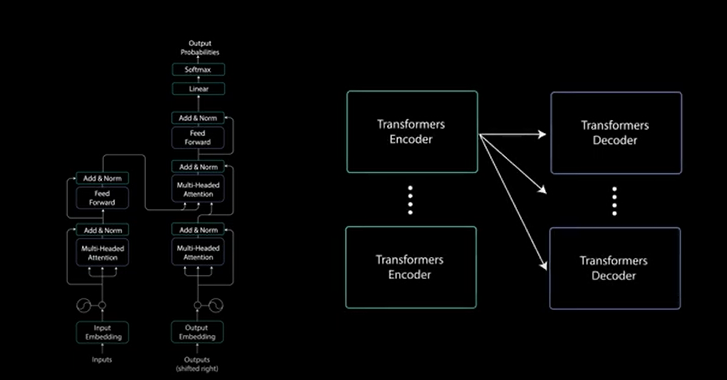 Output
Probabilities
Softmax
Linear
Add & Norm
Feed
Forward
Add & Norm
Multi-Headed
Attention
Add & Norm
Feed
Forward
Add & Norm
Multi-Headed
Attention
Add & Norm
Multi-Headed
Attention
Input
Embedding
Output
Embedding
Inputs
Outputs
(shifted right)
Transformers
Encoder
Transformers
Decoder
Transformers
Encoder
Transformers
Decoder